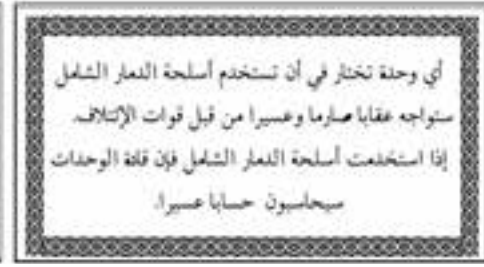 أي وحدة تختار في أن تستخدم أسلحة الدمار الشامل
ستواجه عقابا صارما وعسيرا من قبل قوات الإئتلاف.
إذا استخدمت أسلحة الدمار الشامل فإن قادة الوحدات
سيحاسبون حسابا عسيرا.